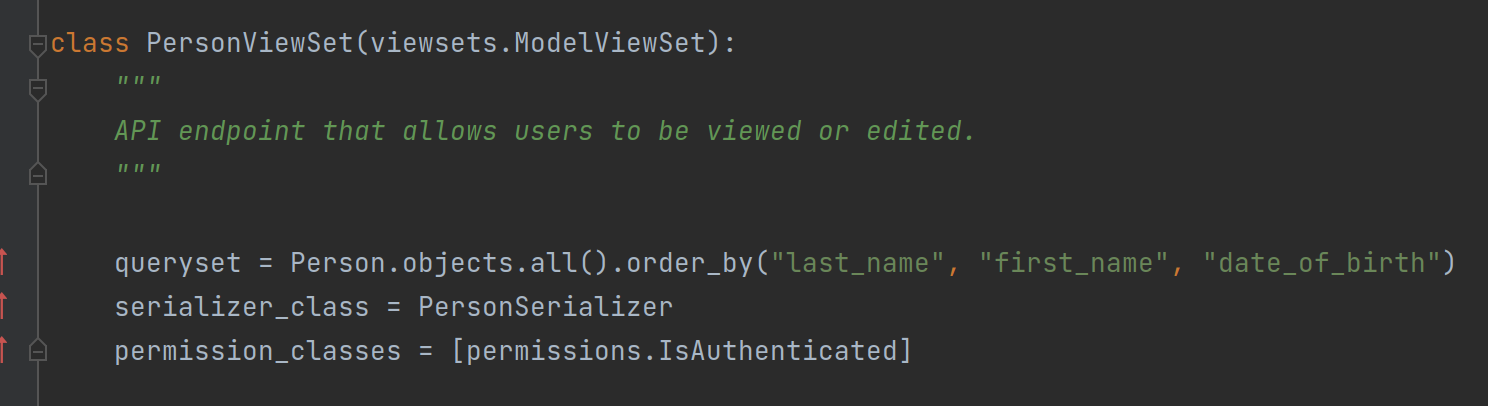 class PersonViewSet(viewsets.ModelViewSet):
"""
API endpoint that allows users to be viewed or edited.
"""
queryset = Person.objects.all().order_by("last_name", "first_name", "date_of_birth")
serializer_class = PersonSerializer
permission_classes = [permissions.IsAuthenticated]